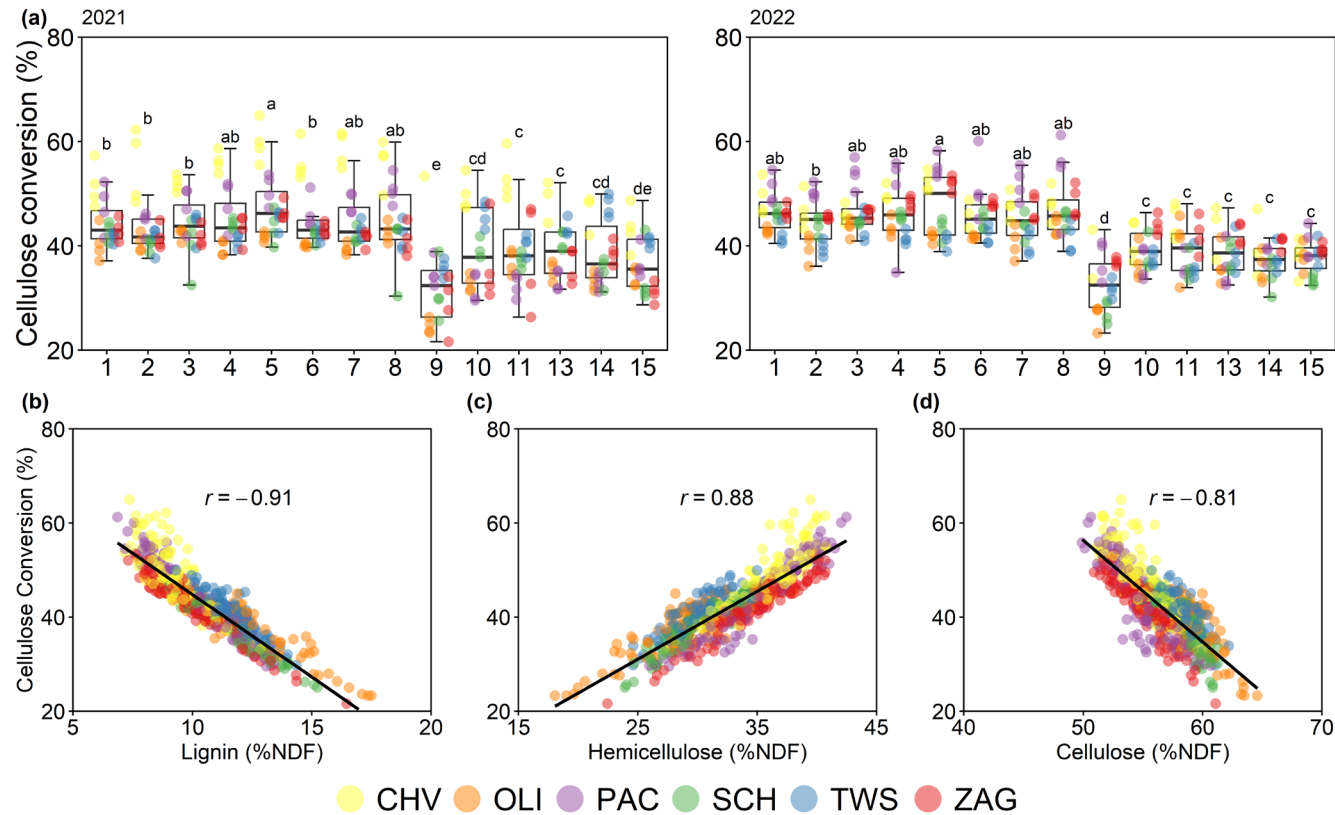 (a) 2021 2022
Cellulose conversion (%)
80 80
60 60
40 40
20 20
b b b ab a b ab ab e cd c c cd de
ab b ab ab a ab ab ab d c c c c c
1 2 3 4 5 6 7 8 9 10 11 13 14 15
1 2 3 4 5 6 7 8 9 10 11 13 14 15
(b) (c) (d)
Cellulose Conversion (%)
80 80 80
r = −0.91 r = 0.88 r = −0.81
60 60 60
40 40 40
20 20 20
5 10 15 20 15 25 35 45 40 50 60 70
Lignin (%NDF) Hemicellulose (%NDF) Cellulose (%NDF)
CHV OLI PAC SCH TWS ZAG